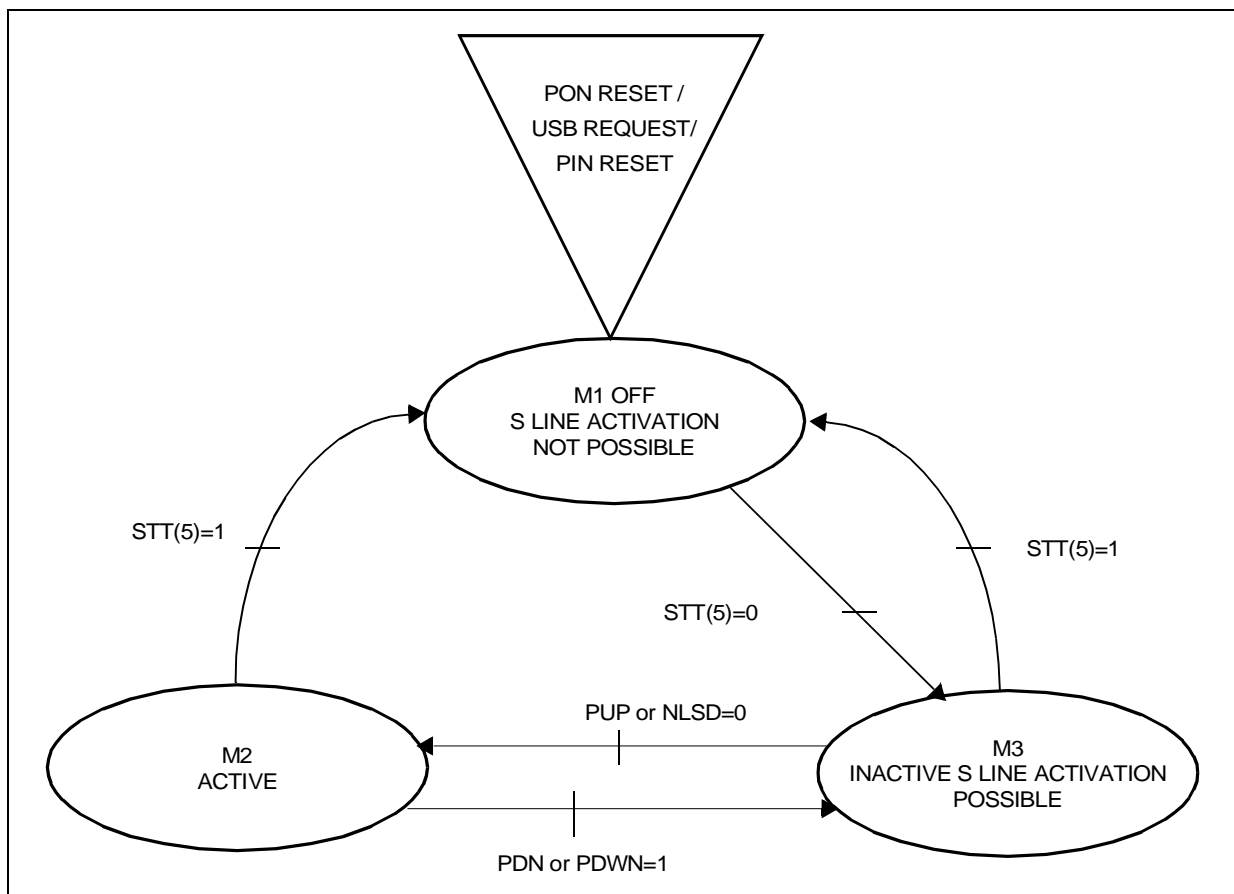 PON RESET /
USB REQUEST/
PIN RESET
M1 OFF
S LINE ACTIVATION
NOT POSSIBLE
STT(5)=1
STT(5)=1
STT(5)=0
PUP or NLSD=0
M2
ACTIVE
M3
INACTIVE S LINE ACTIVATION
POSSIBLE
PDN or PDWN=1